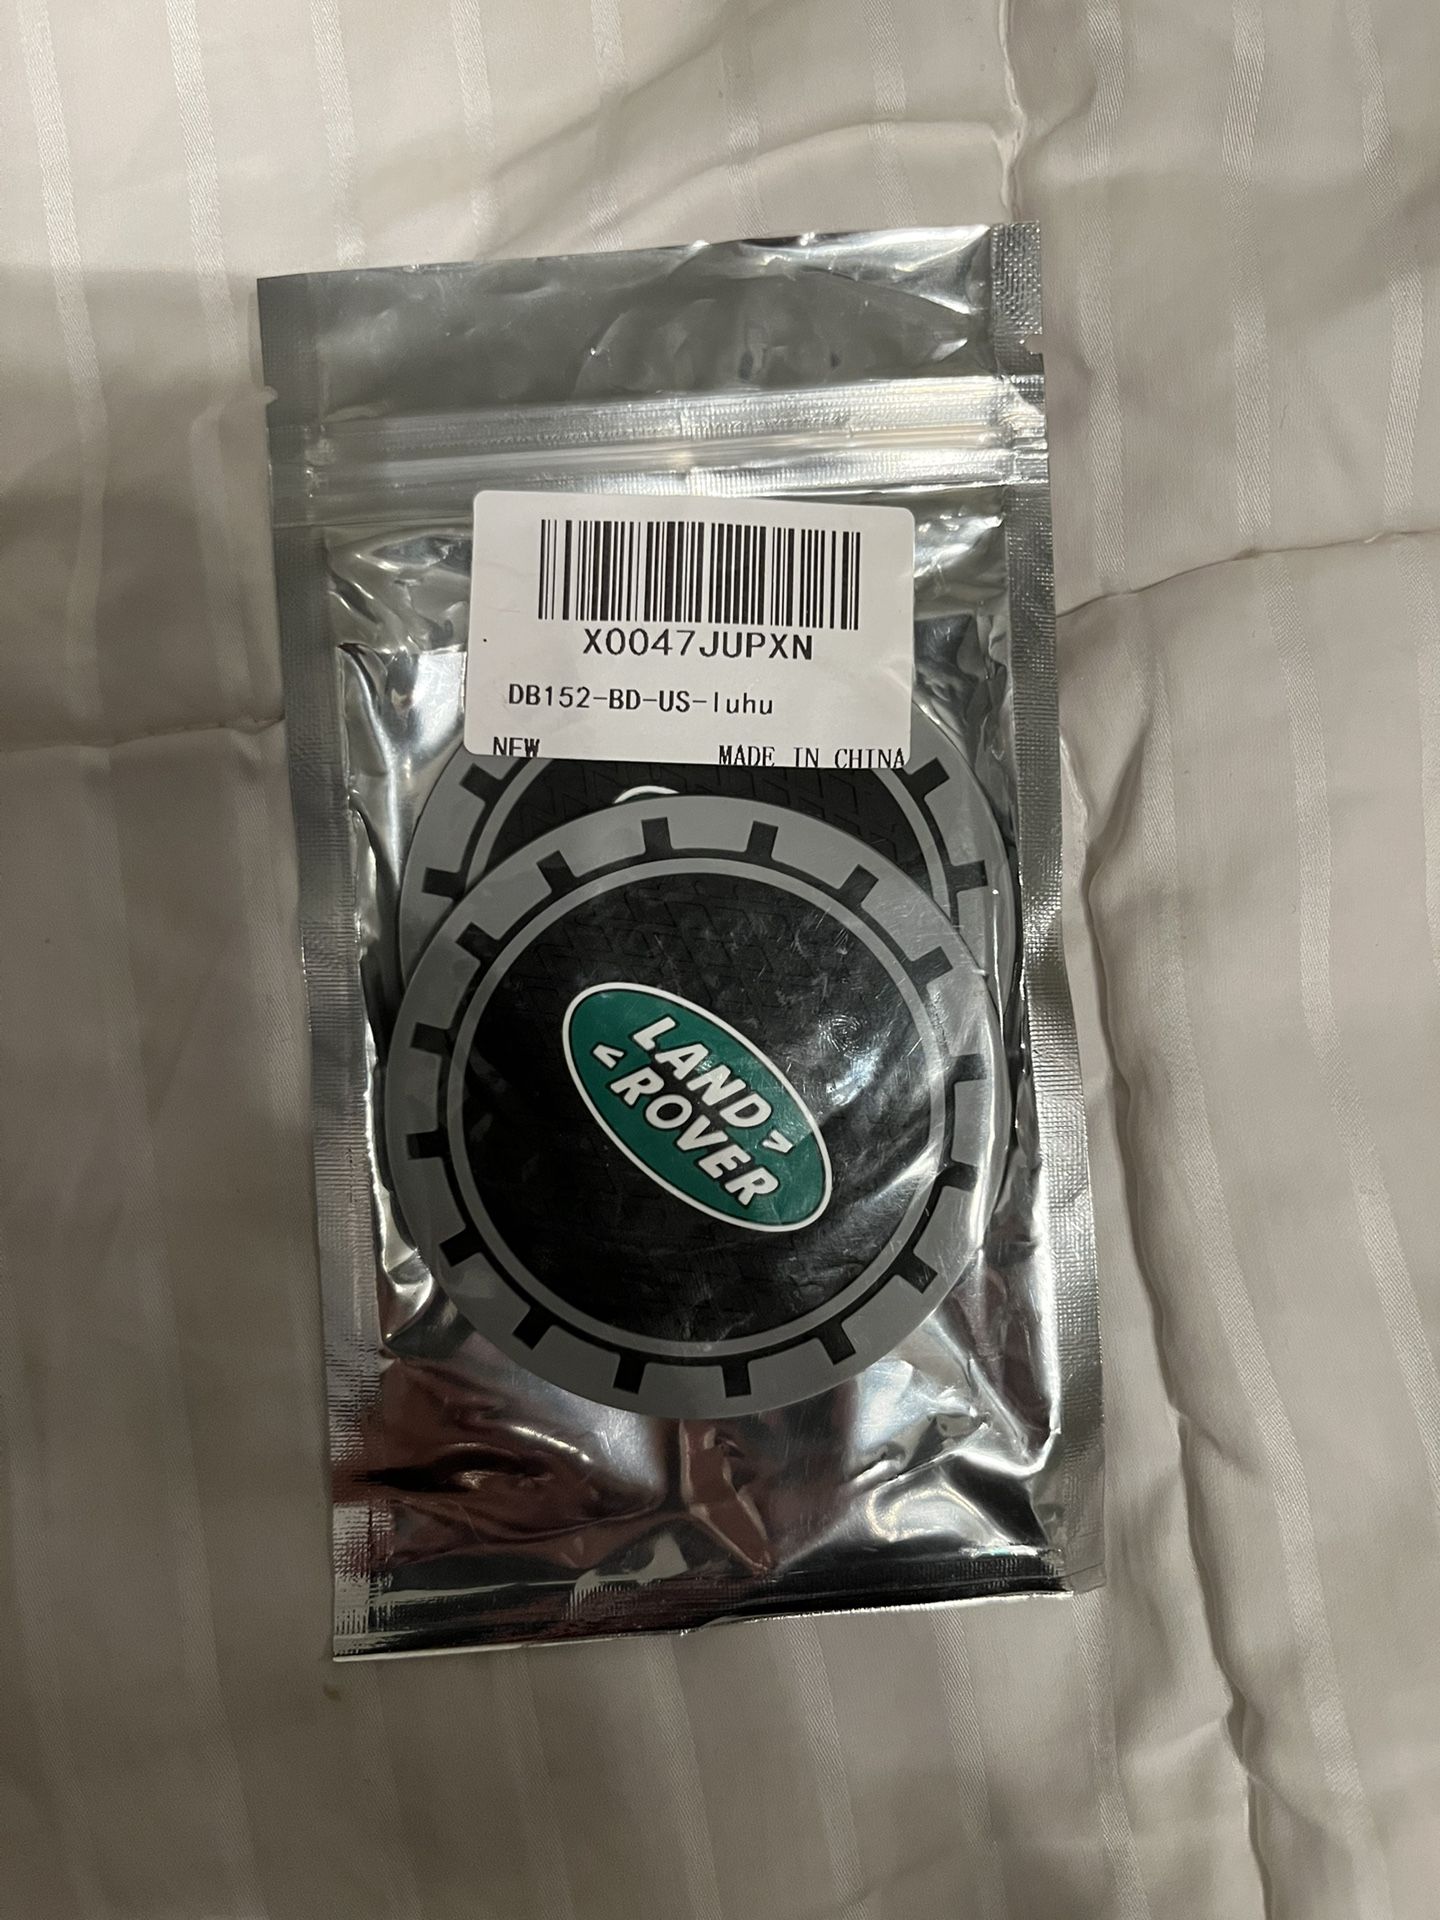 X0047JUPXN
DB152-BD-US-luhu
NEW MADE IN CHINA
LAND
ROVER